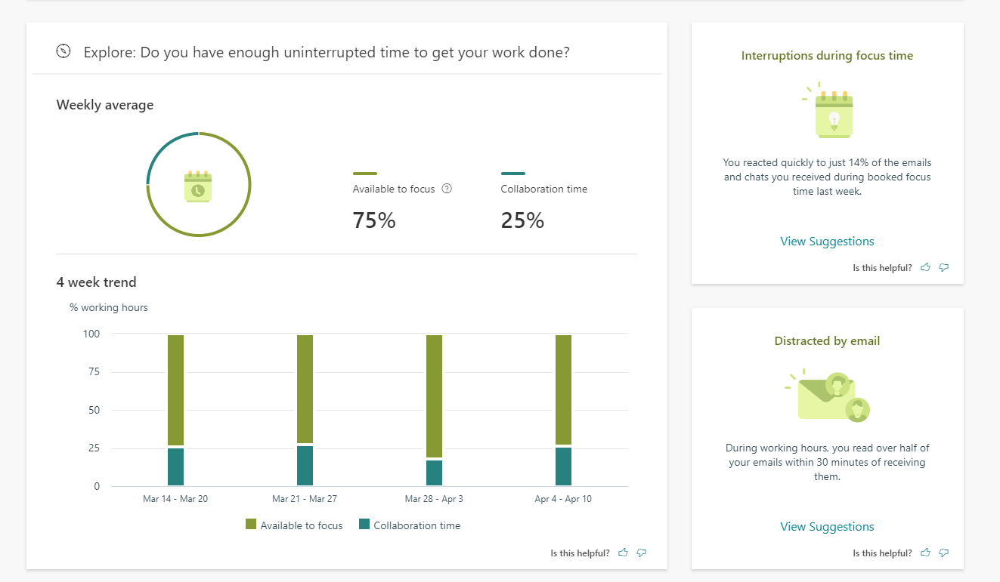 Explore: Do you have enough uninterrupted time to get your work done?
Weekly average
Available to focus ?
75%
Collaboration time
25%
4 week trend
% working hours
100
75
50
25
0
Mar 14 - Mar 20
Mar 21 - Mar 27
Mar 28 - Apr 3
Apr 4 - Apr 10
Available to focus
Collaboration time
Is this helpful?
Interruptions during focus time
You reacted quickly to just 14% of the emails
and chats you received during booked focus
time last week.
View Suggestions
Is this helpful?
Distracted by email
During working hours, you read over half of
your emails within 30 minutes of receiving
them.
View Suggestions
Is this helpful?